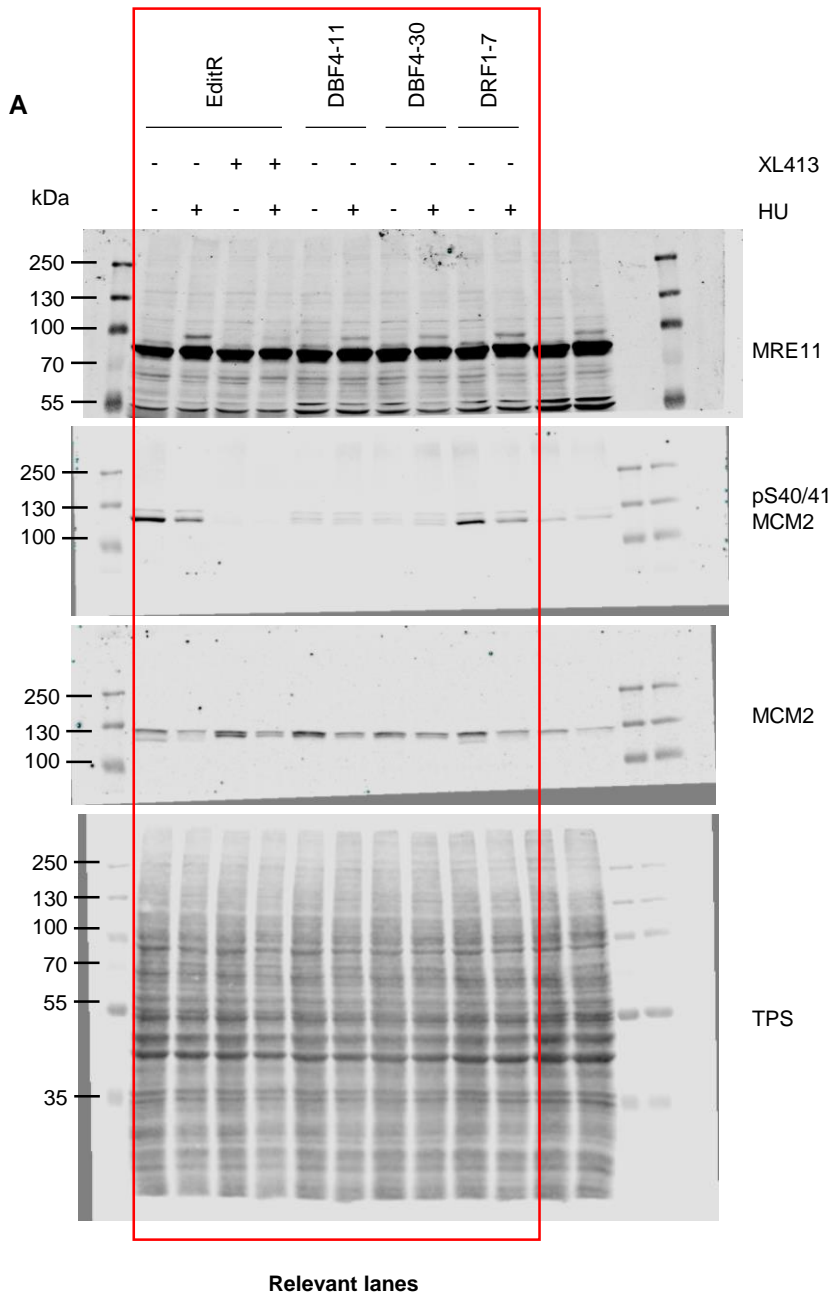 A
EditR
DBF4-11
DBF4-30
DRF1-7
- - + + - - - - - - XL413
kDa
- + - + - + - + - + HU
250
130
100
70
55
MRE11
250
130
100
pS40/41
MCM2
250
130
100
MCM2
250
130
100
70
55
35
TPS
Relevant lanes